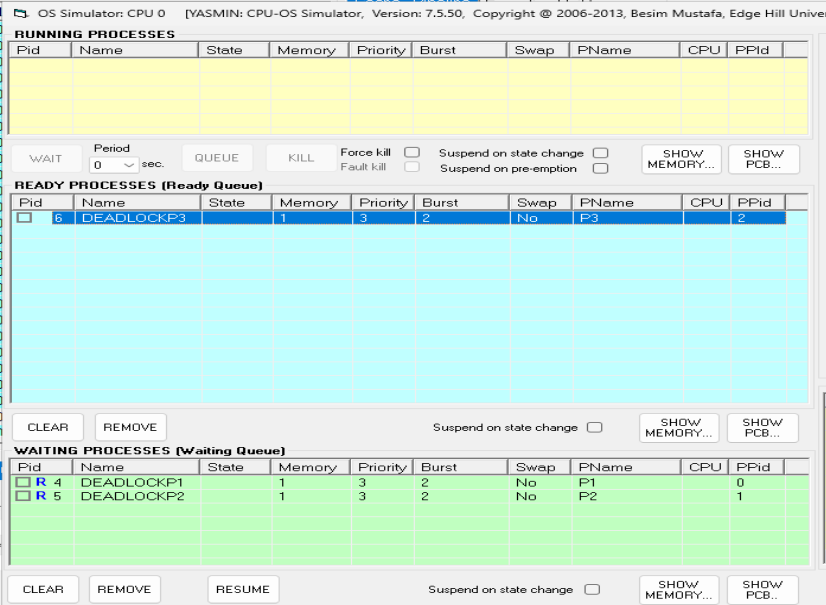 OS Simulator: CPU 0 [YASMIN: CPU-OS Simulator, Version: 7.5.50, Copyright @ 2006-2013, Besim Mustafa, Edge Hill Univer
RUNNING PROCESSES
Pid Name State Memory Priority Burst Swap PName CPU PPId
WAIT Period 0 sec. QUEUE KILL Force kill Fault kill Suspend on state change Suspend on pre-emption SHOW MEMORY... SHOW PCB...
READY PROCESSES (Ready Queue)
Pid Name State Memory Priority Burst Swap PName CPU PPid
6 DEADLOCKP3 1 3 2 No P3 2
CLEAR REMOVE Suspend on state change SHOW MEMORY... SHOW PCB...
WAITING PROCESSES (Waiting Queue)
Pid Name State Memory Priority Burst Swap PName CPU PPid
R 4 DEADLOCKP1 1 3 2 No P1 0
R 5 DEADLOCKP2 1 3 2 No P2 1
CLEAR REMOVE RESUME Suspend on state change SHOW MEMORY... SHOW PCB..